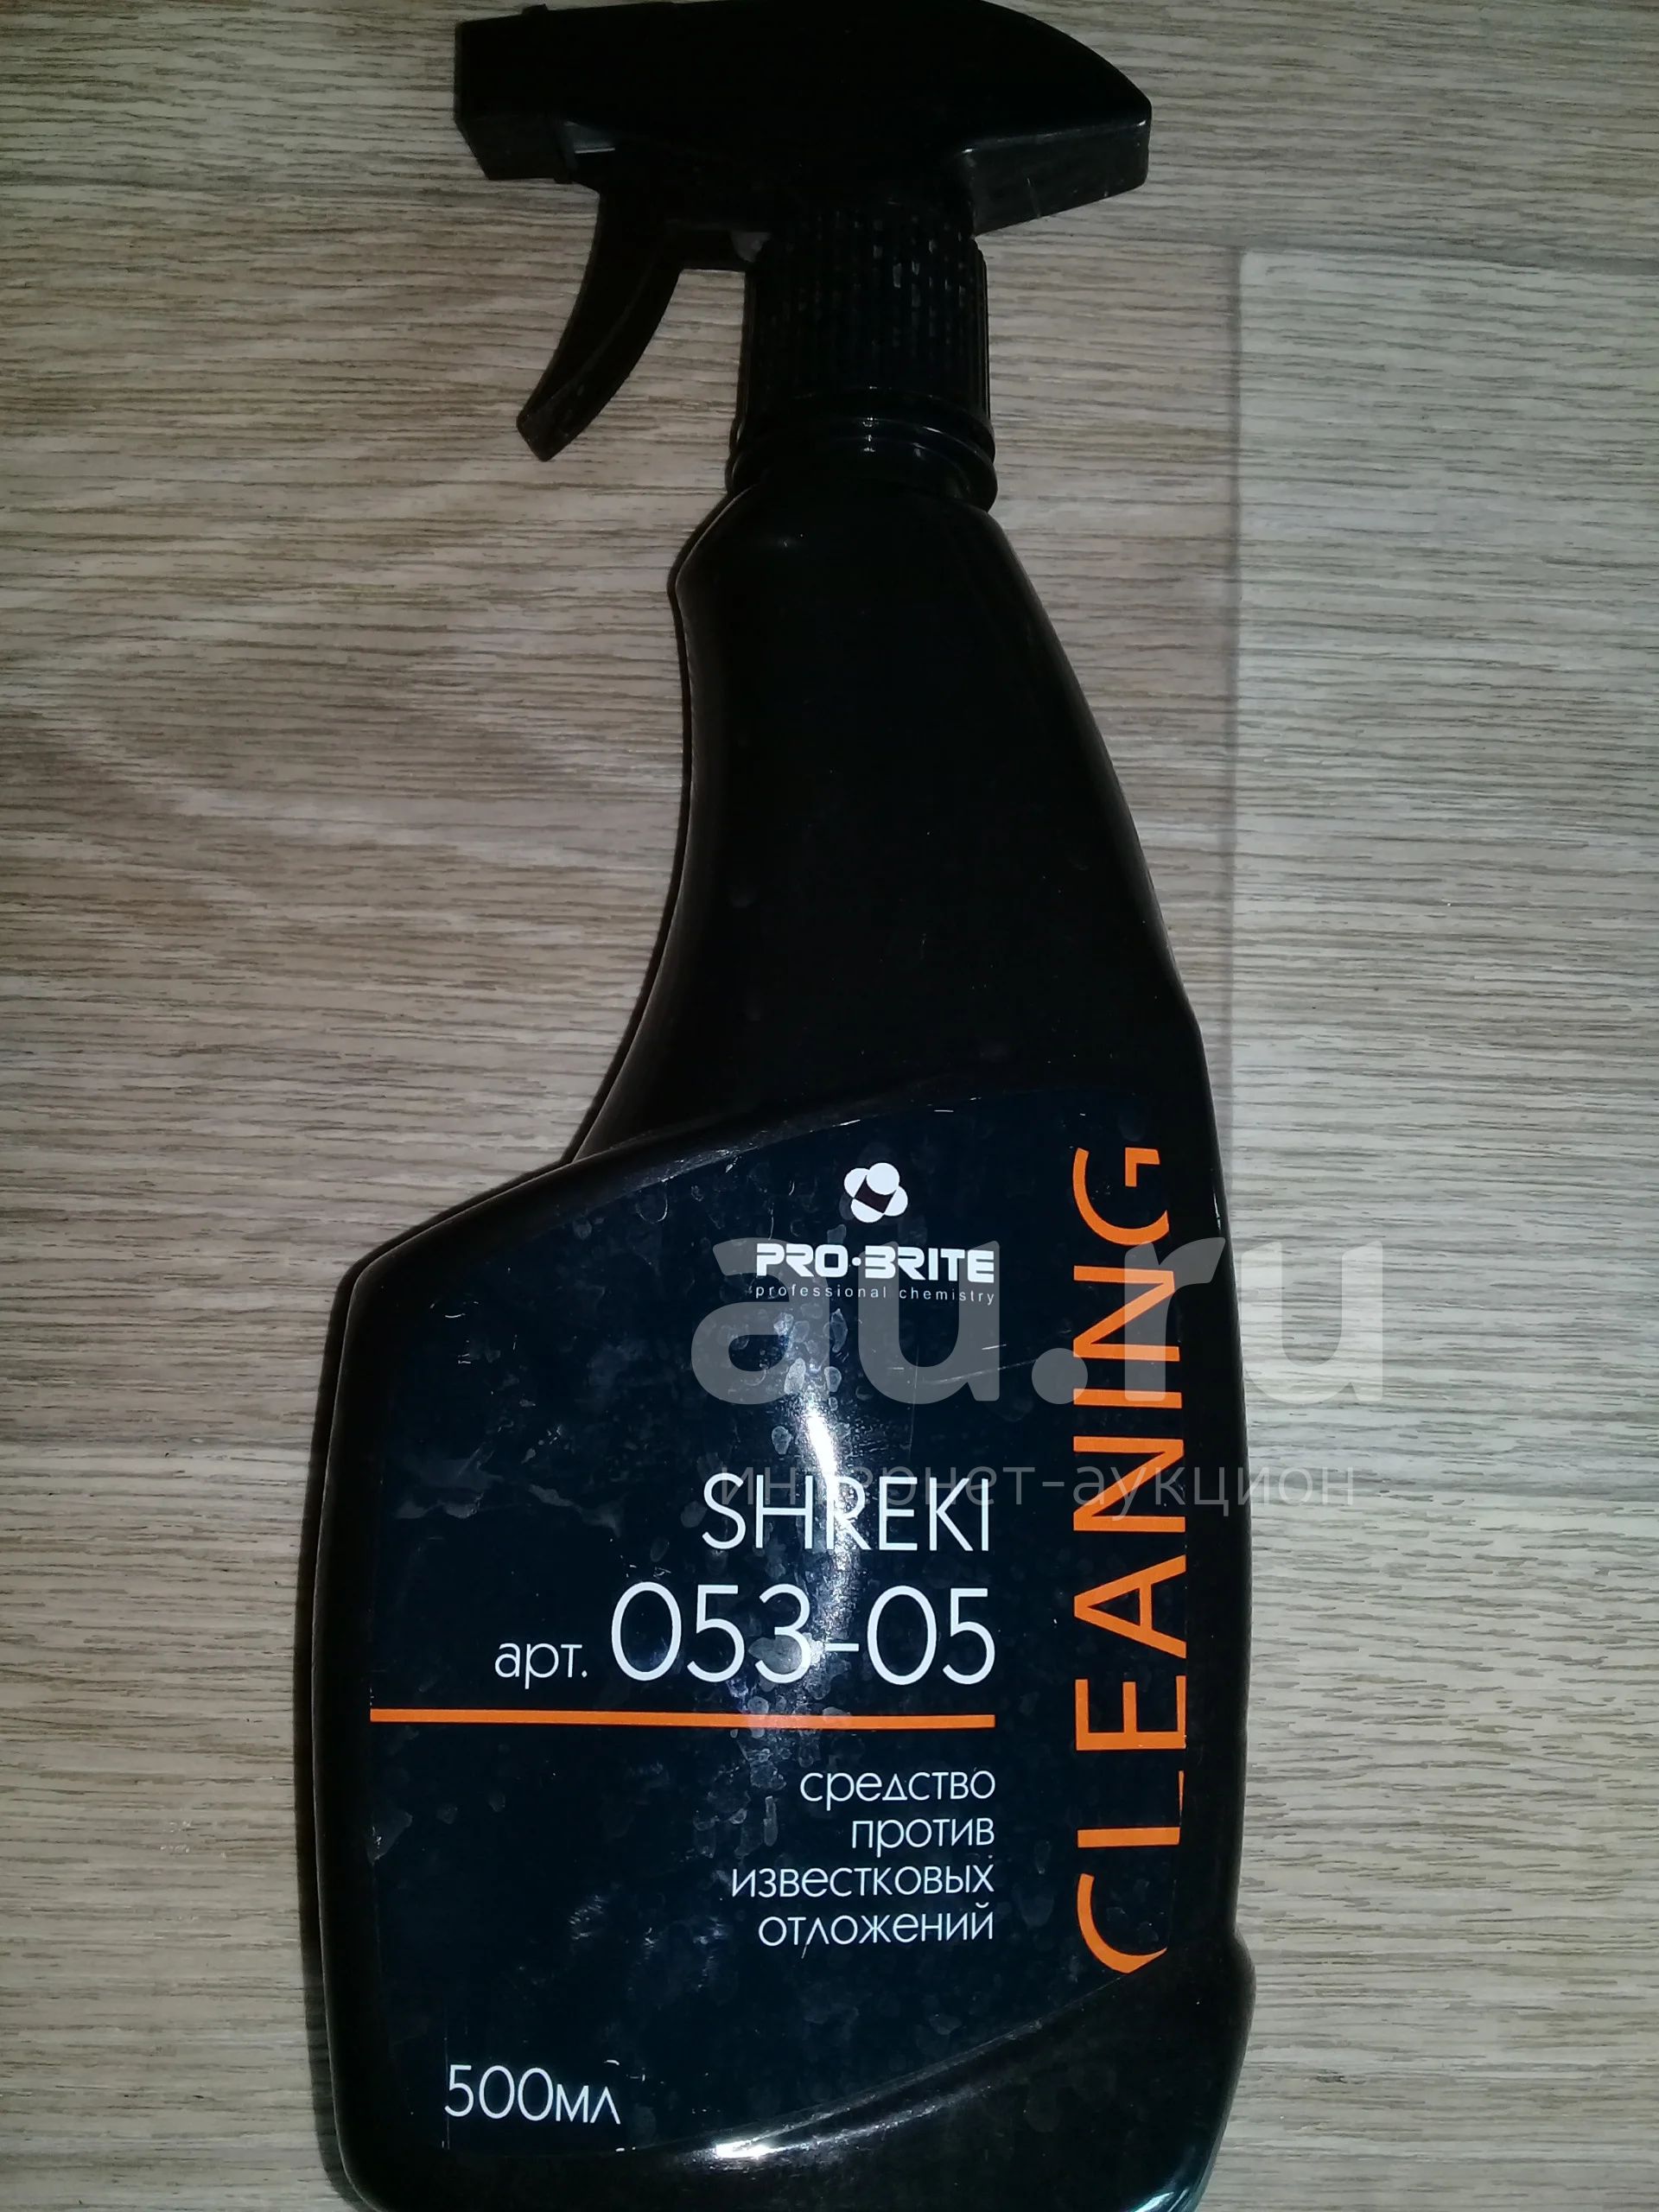 PRO·BRITE
professional chemistry
au.ru
интернет-аукцион
SHREKI
арт. 053-05
средство
против
известковых
отложений
500мл
CLEANING